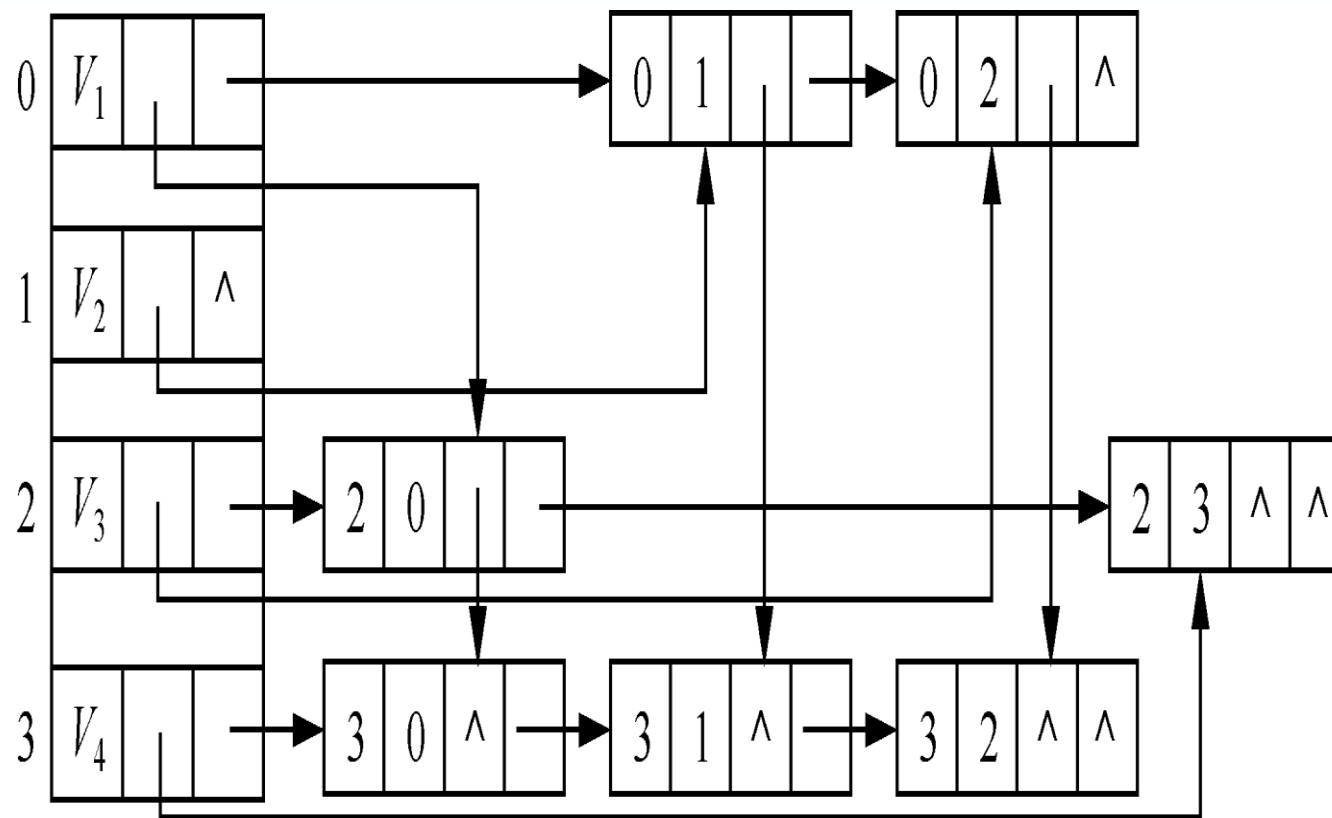 0 V₁ 0 1 0 2 ^
1 V₂ ^
2 V₃ 2 0 2 3 ^ ^
3 V₄ 3 0 ^ 3 1 ^ 3 2 ^ ^